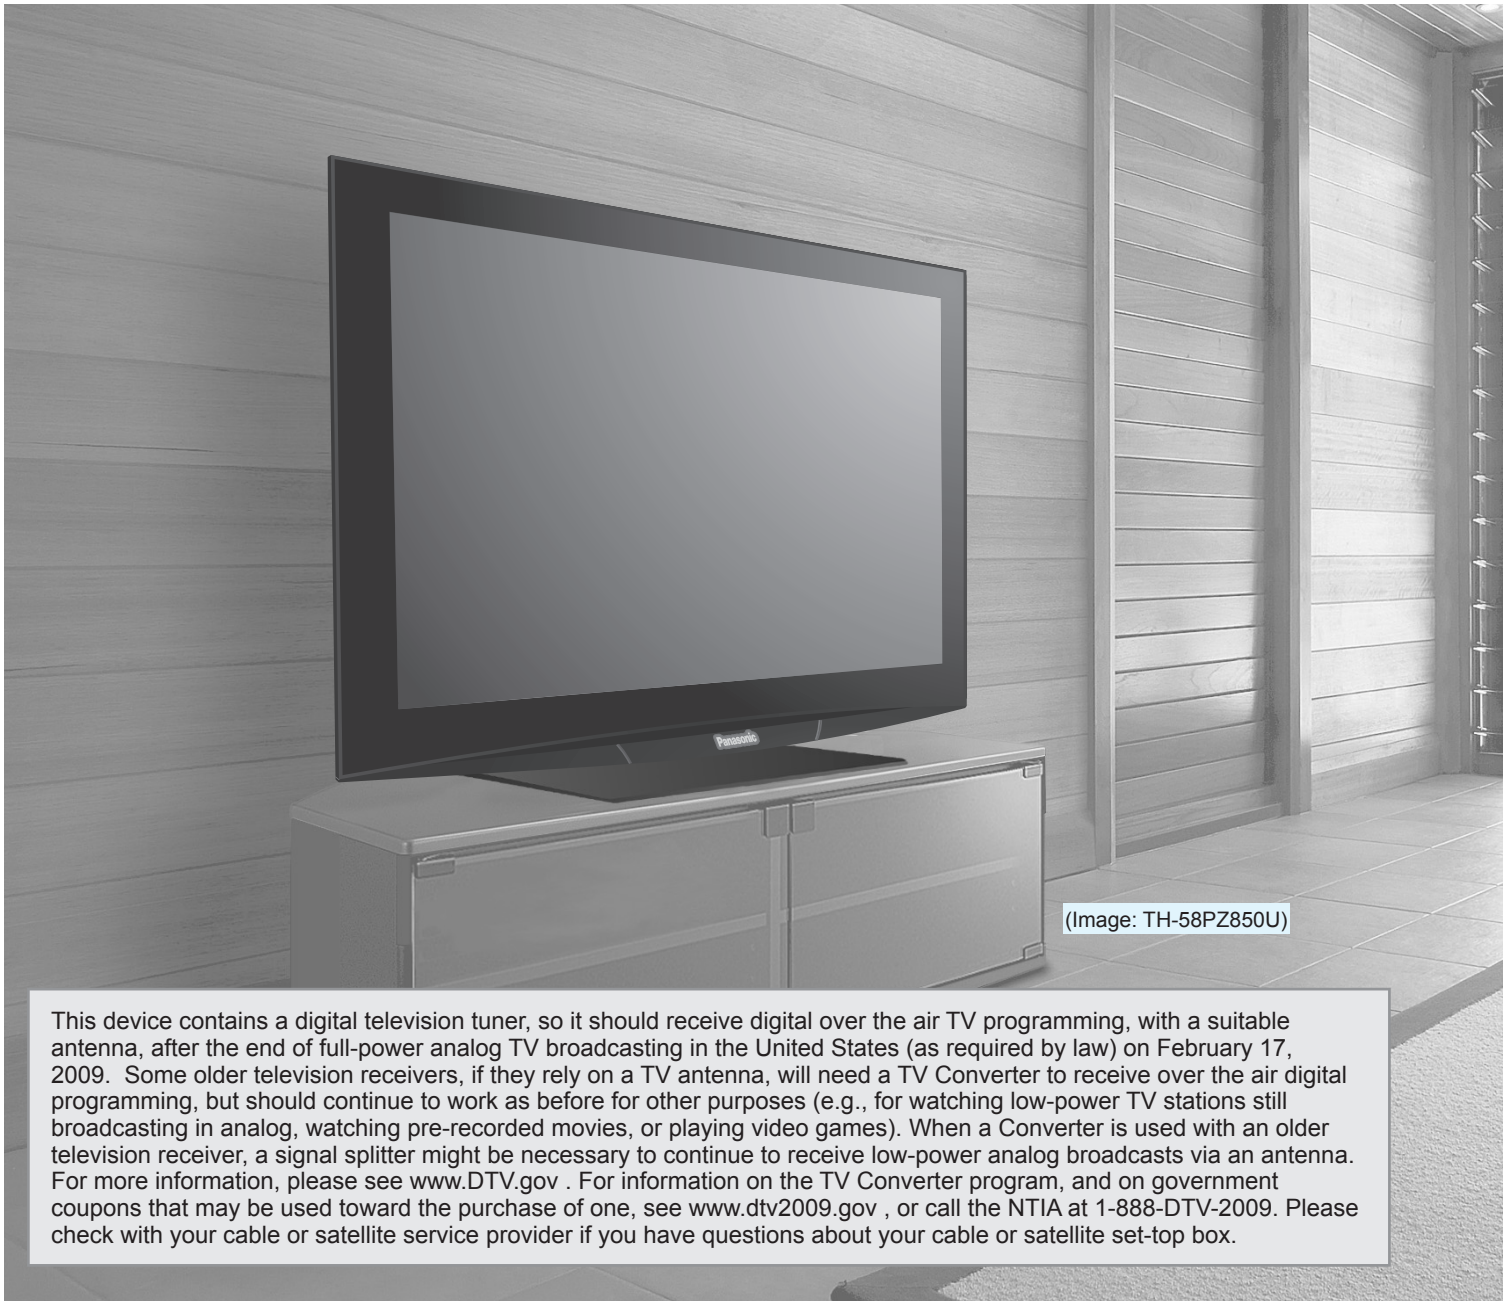 Panasonic
(Image: TH-58PZ850U)
This device contains a digital television tuner, so it should receive digital over the air TV programming, with a suitable
antenna, after the end of full-power analog TV broadcasting in the United States (as required by law) on February 17,
2009.  Some older television receivers, if they rely on a TV antenna, will need a TV Converter to receive over the air digital
programming, but should continue to work as before for other purposes (e.g., for watching low-power TV stations still
broadcasting in analog, watching pre-recorded movies, or playing video games). When a Converter is used with an older
television receiver, a signal splitter might be necessary to continue to receive low-power analog broadcasts via an antenna.
For more information, please see www.DTV.gov . For information on the TV Converter program, and on government
coupons that may be used toward the purchase of one, see www.dtv2009.gov , or call the NTIA at 1-888-DTV-2009. Please
check with your cable or satellite service provider if you have questions about your cable or satellite set-top box.